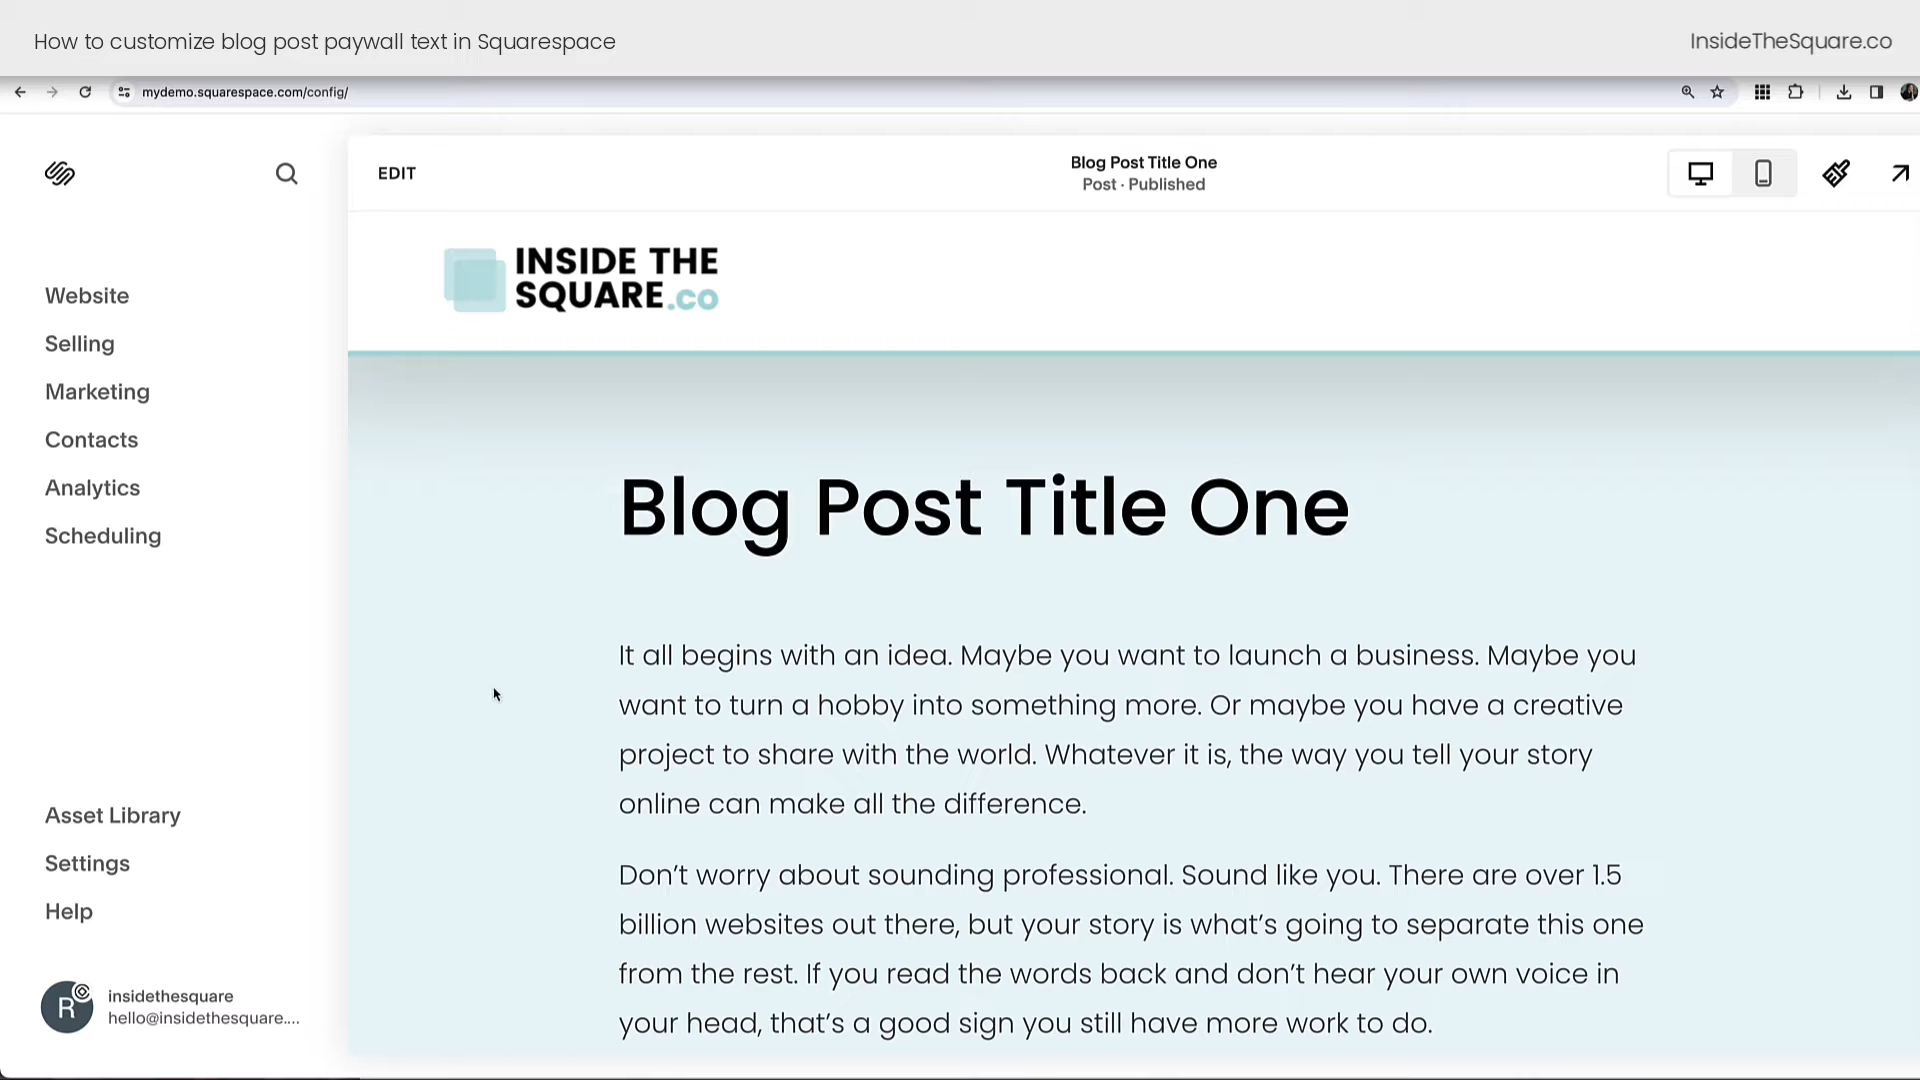 How to customize blog post paywall text in Squarespace
InsideTheSquare.co
mydemo.squarespace.com/config/
EDIT
Blog Post Title One
Post · Published
INSIDE THE
SQUARE.co
Website
Selling
Marketing
Contacts
Analytics
Scheduling
Asset Library
Settings
Help
R
insidethesquare
hello@insidethesquare....
Blog Post Title One
It all begins with an idea. Maybe you want to launch a business. Maybe you
want to turn a hobby into something more. Or maybe you have a creative
project to share with the world. Whatever it is, the way you tell your story
online can make all the difference.
Don’t worry about sounding professional. Sound like you. There are over 1.5
billion websites out there, but your story is what’s going to separate this one
from the rest. If you read the words back and don’t hear your own voice in
your head, that’s a good sign you still have more work to do.